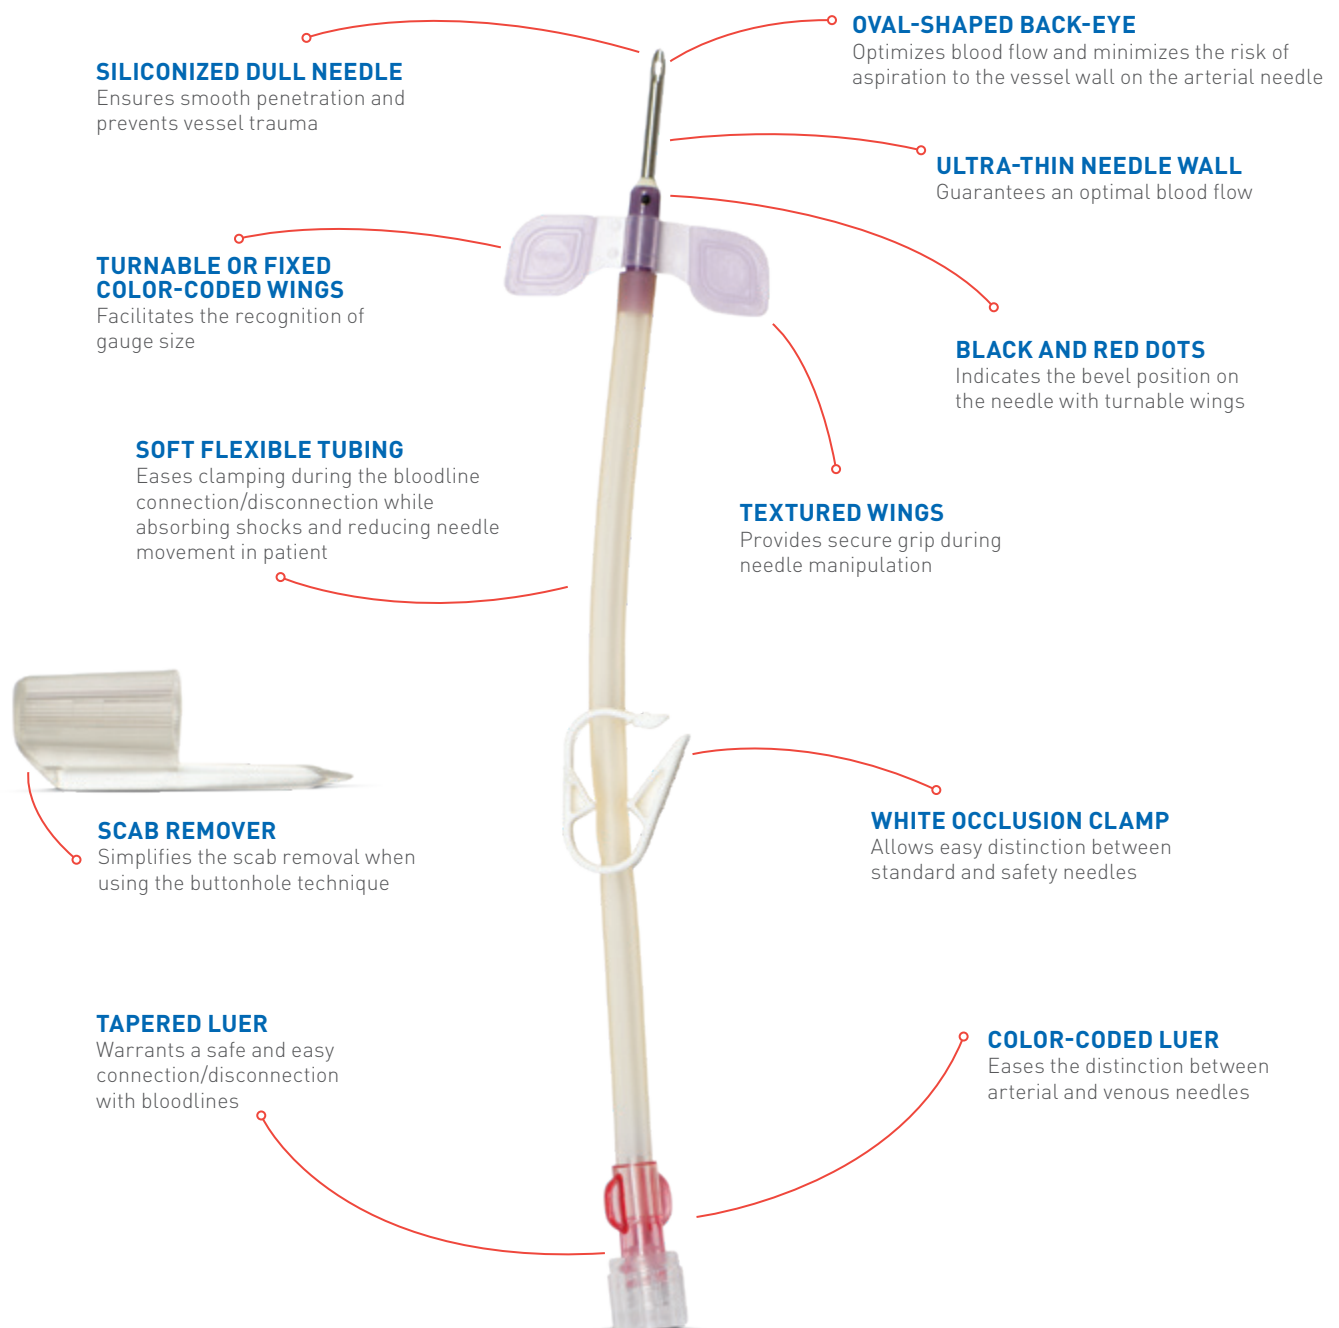 OVAL-SHAPED BACK-EYE
Optimizes blood flow and minimizes the risk of
aspiration to the vessel wall on the arterial needle
SILICONIZED DULL NEEDLE
Ensures smooth penetration and
prevents vessel trauma
ULTRA-THIN NEEDLE WALL
Guarantees an optimal blood flow
TURNABLE OR FIXED
COLOR-CODED WINGS
Facilitates the recognition of
gauge size
BLACK AND RED DOTS
Indicates the bevel position on
the needle with turnable wings
SOFT FLEXIBLE TUBING
Eases clamping during the bloodline
connection/disconnection while
absorbing shocks and reducing needle
movement in patient
TEXTURED WINGS
Provides secure grip during
needle manipulation
SCAB REMOVER
Simplifies the scab removal when
using the buttonhole technique
WHITE OCCLUSION CLAMP
Allows easy distinction between
standard and safety needles
TAPERED LUER
Warrants a safe and easy
connection/disconnection
with bloodlines
COLOR-CODED LUER
Eases the distinction between
arterial and venous needles